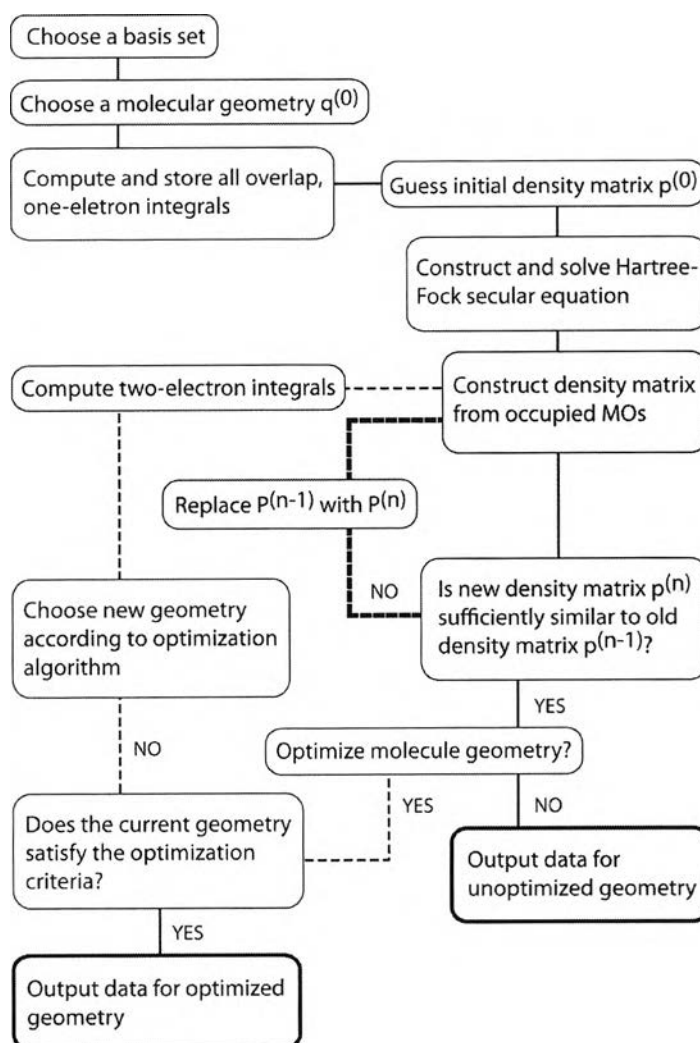 Choose a basis set
Choose a molecular geometry q(0)
Compute and store all overlap,
one-eletron integrals
Guess initial density matrix p(0)
Construct and solve Hartree-
Fock secular equation
Compute two-electron integrals
Construct density matrix
from occupied MOs
Replace P(n-1) with P(n)
NO
Is new density matrix p(n)
sufficiently similar to old
density matrix p(n-1)?
Choose new geometry
according to optimization
algorithm
YES
NO
Optimize molecule geometry?
YES
NO
Does the current geometry
satisfy the optimization
criteria?
Output data for
unoptimized geometry
YES
Output data for optimized
geometry